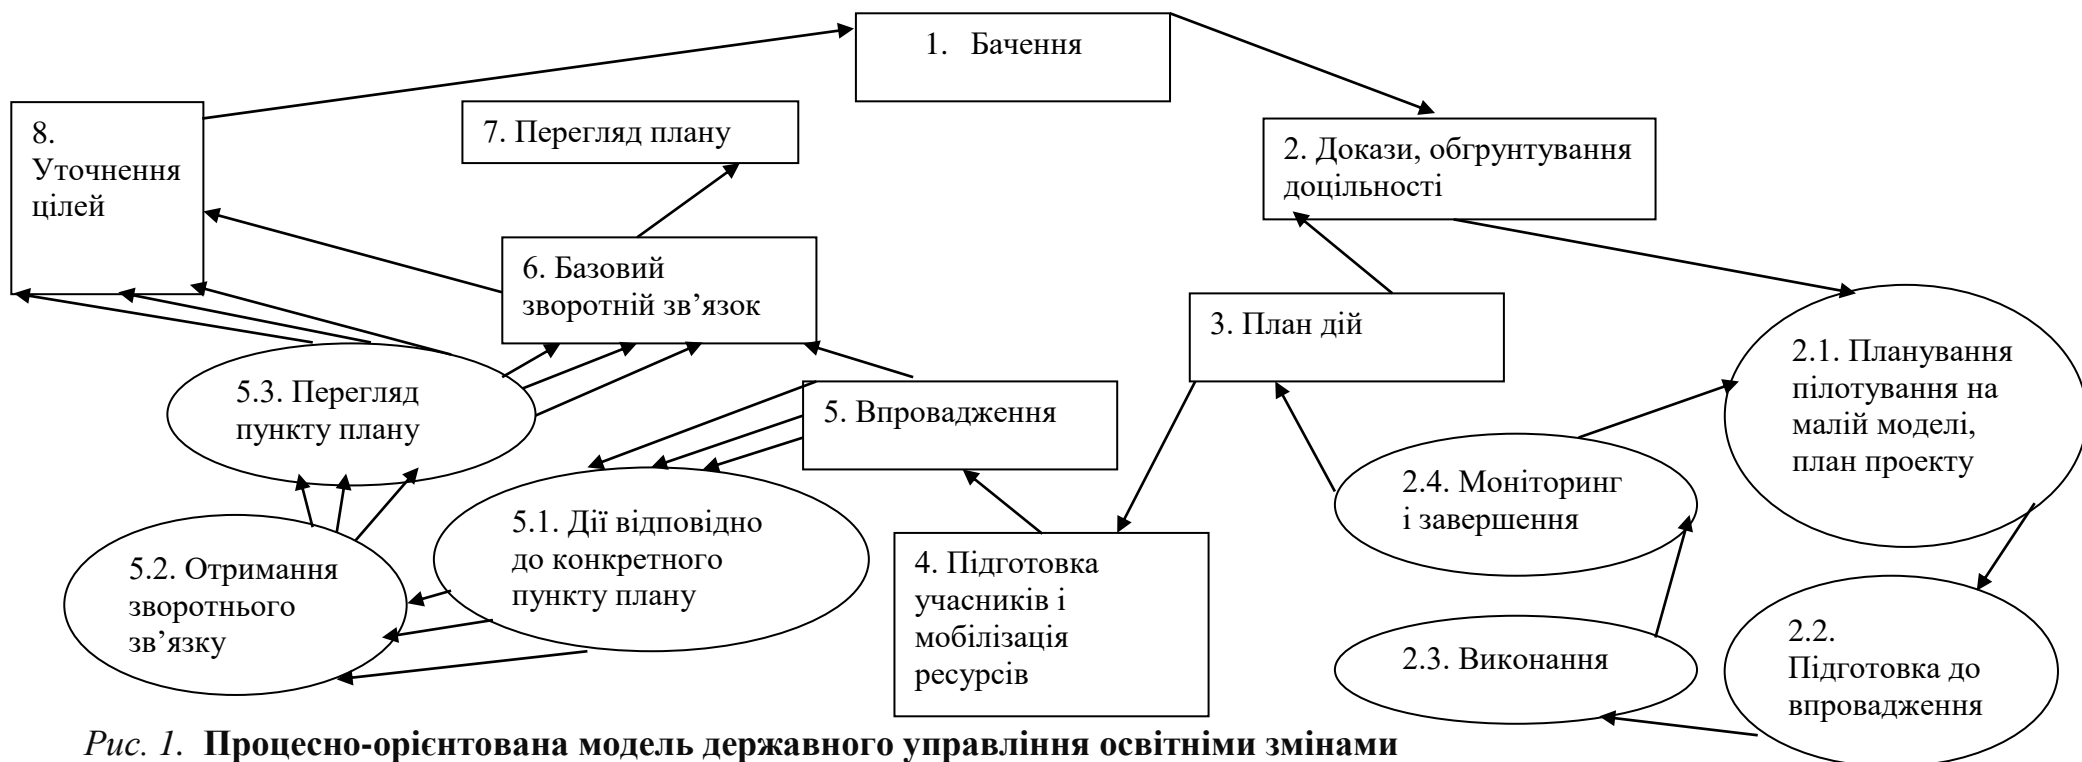 1. Бачення
8.
Уточнення
цілей
7. Перегляд плану
2. Докази, обгрунтування
доцільності
6. Базовий
зворотній зв’язок
3. План дій
2.1. Планування
пілотування на
малій моделі,
план проекту
5.3. Перегляд
пункту плану
5. Впровадження
2.4. Моніторинг
і завершення
5.1. Дії відповідно
до конкретного
пункту плану
5.2. Отримання
зворотнього
зв’язку
4. Підготовка
учасників і
мобілізація
ресурсів
2.3. Виконання
2.2.
Підготовка до
впровадження
Рис. 1. Процесно-орієнтована модель державного управління освітніми змінами